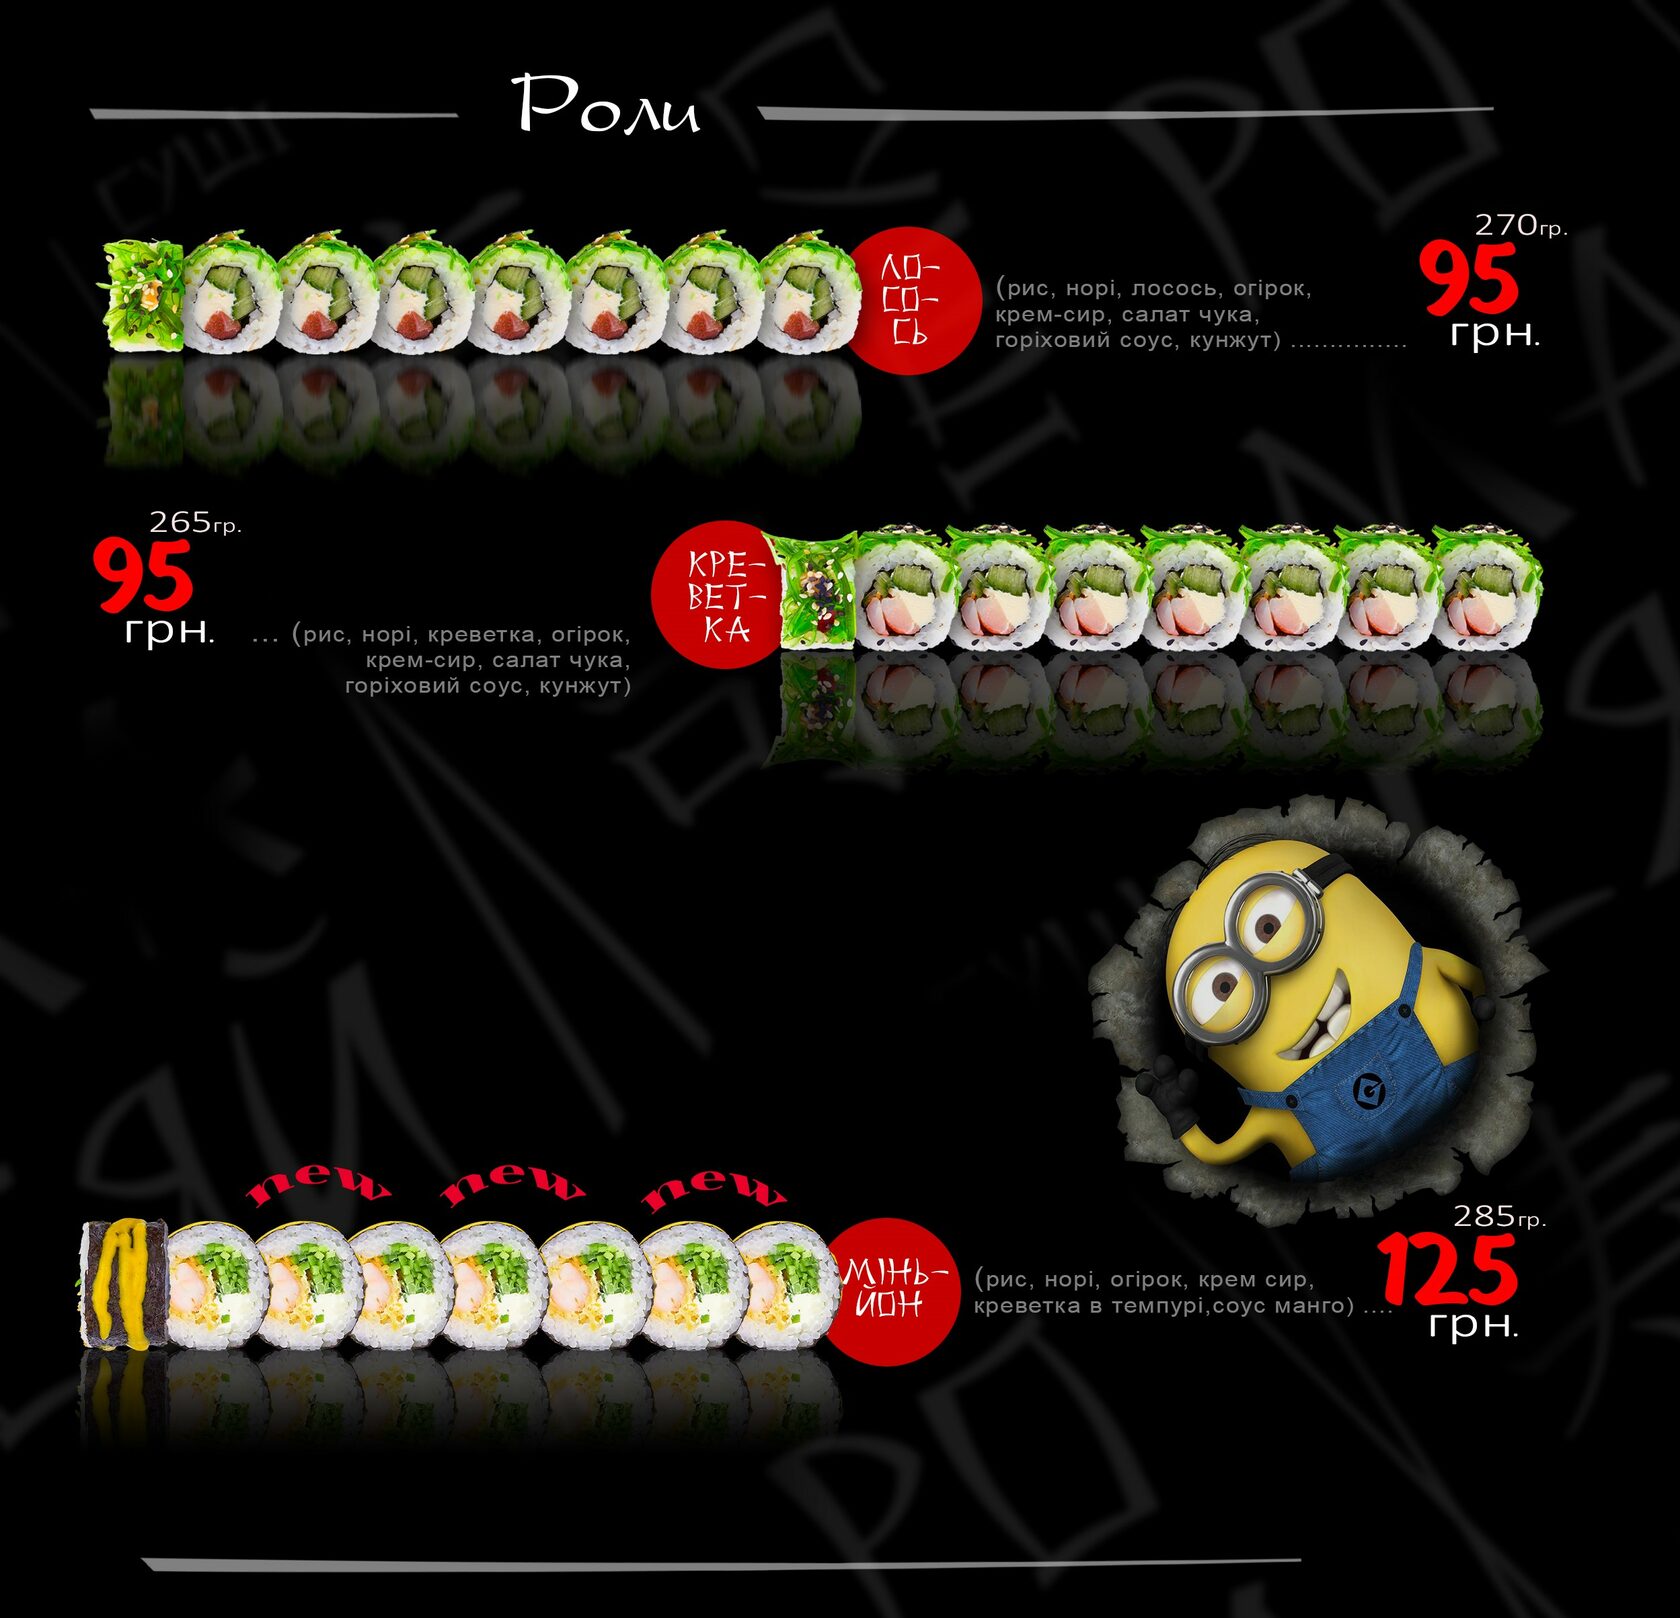 Роли
270гр.
ЛО-
СО-
СЬ
(рис, норі, лосось, огірок,
крем-сир, салат чука,
горіховий соус, кунжут) ...............
95
грн.
265гр.
95
грн.
... (рис, норі, креветка, огірок,
крем-сир, салат чука,
горіховий соус, кунжут)
КРЕ-
ВЕТ-
КА
new new new
МІНЬ-
ЙОН
(рис, норі, огірок, крем сир,
креветка в темпурі,соус манго) ....
285гр.
125
грн.